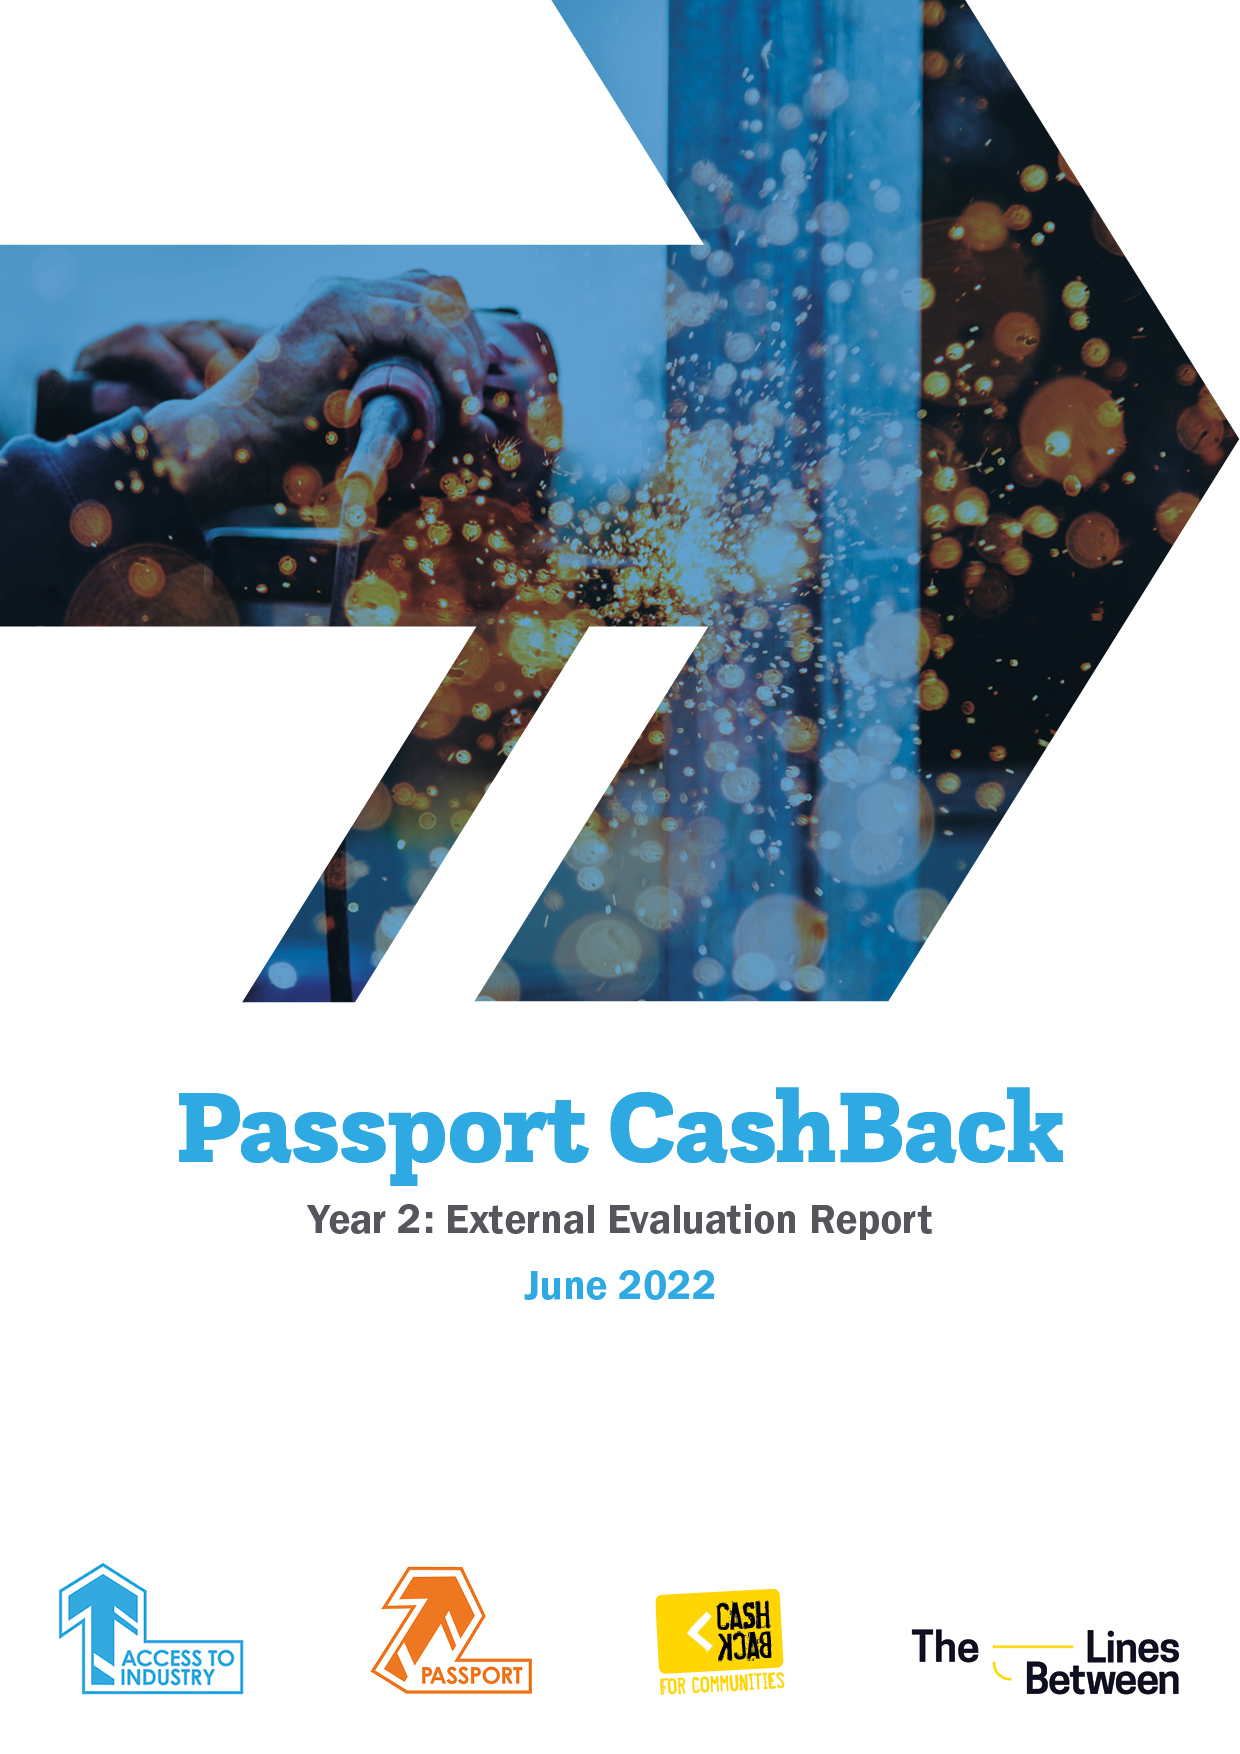 Passport CashBack
Year 2: External Evaluation Report
June 2022
ACCESS TO
INDUSTRY
PASSPORT
CASH
BACK
FOR COMMUNITIES
The Lines
Between